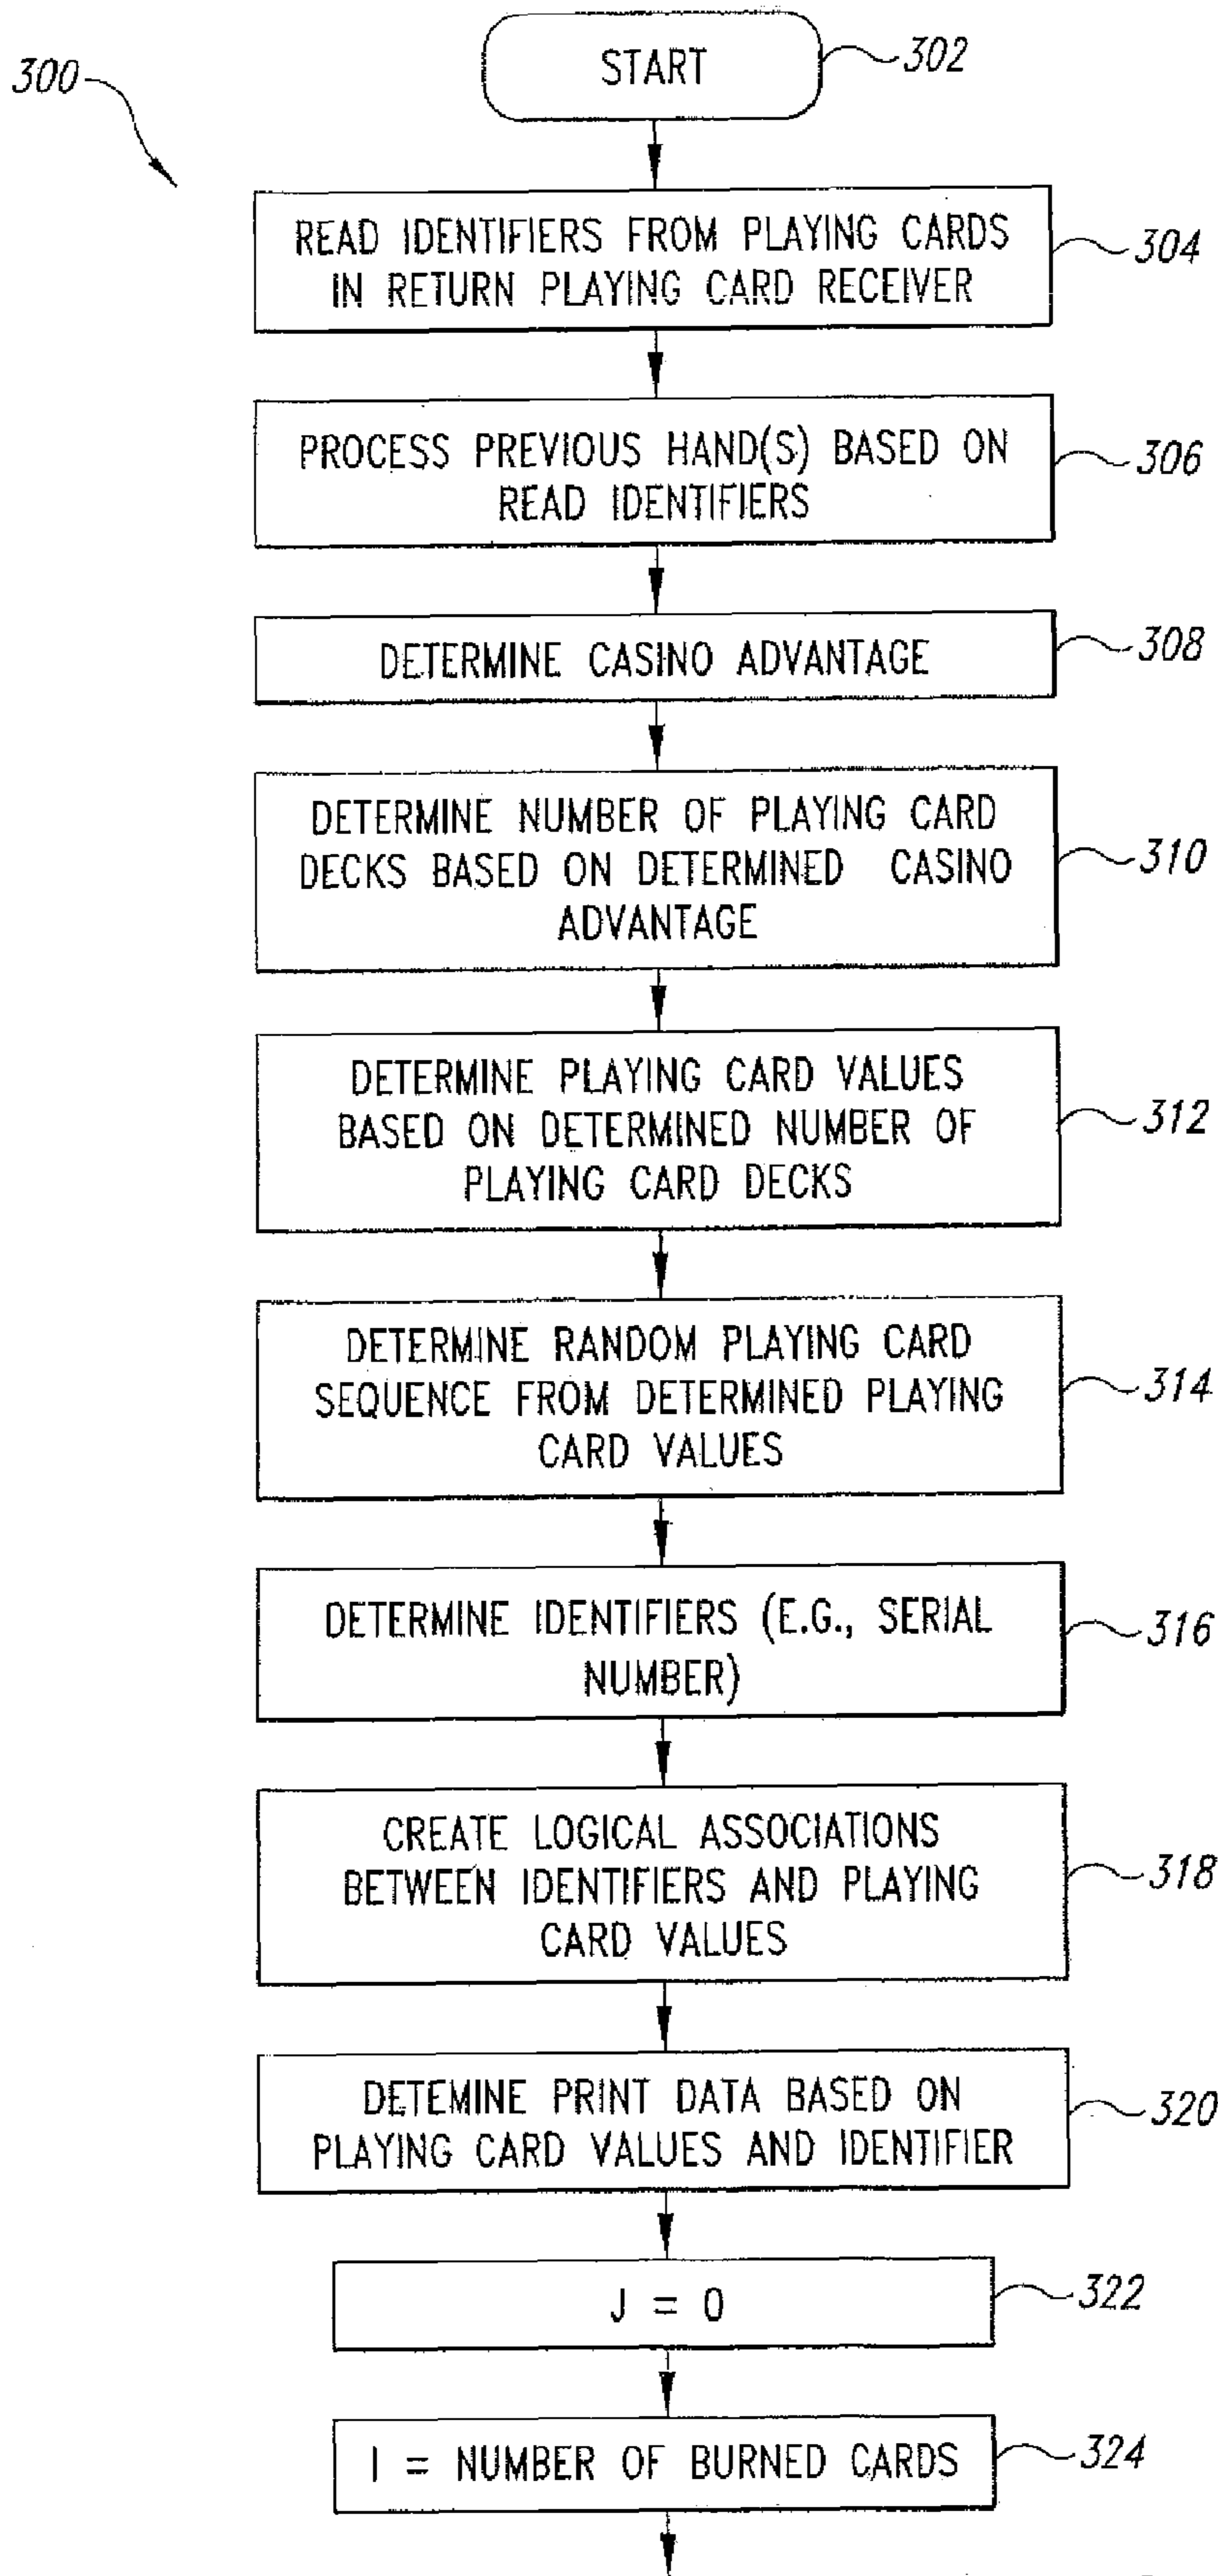 300
START
302
READ IDENTIFIERS FROM PLAYING CARDS
IN RETURN PLAYING CARD RECEIVER
304
PROCESS PREVIOUS HAND(S) BASED ON
READ IDENTIFIERS
306
DETERMINE CASINO ADVANTAGE
308
DETERMINE NUMBER OF PLAYING CARD
DECKS BASED ON DETERMINED CASINO
ADVANTAGE
310
DETERMINE PLAYING CARD VALUES
BASED ON DETERMINED NUMBER OF
PLAYING CARD DECKS
312
DETERMINE RANDOM PLAYING CARD
SEQUENCE FROM DETERMINED PLAYING
CARD VALUES
314
DETERMINE IDENTIFIERS (E.G., SERIAL
NUMBER)
316
CREATE LOGICAL ASSOCIATIONS
BETWEEN IDENTIFIERS AND PLAYING
CARD VALUES
318
DETEMINE PRINT DATA BASED ON
PLAYING CARD VALUES AND IDENTIFIER
320
J = 0
322
I = NUMBER OF BURNED CARDS
324